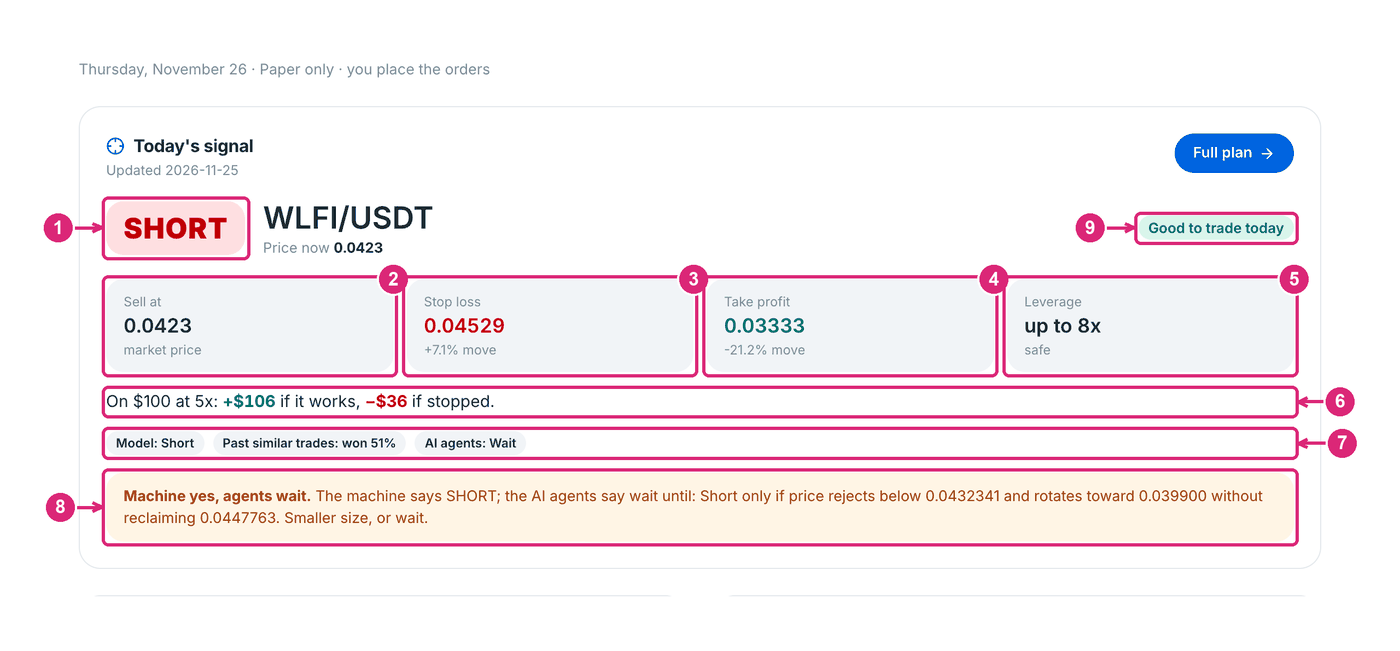 Thursday, November 26 · Paper only · you place the orders
Today's signal
Full plan →
Updated 2026-11-25
1
SHORT
WLFI/USDT
Price now 0.0423
9
Good to trade today
2
Sell at
0.0423
market price
3
Stop loss
0.04529
+7.1% move
4
Take profit
0.03333
-21.2% move
5
Leverage
up to 8x
safe
On $100 at 5x: +$106 if it works, −$36 if stopped.
6
Model: Short
Past similar trades: won 51%
AI agents: Wait
7
8
Machine yes, agents wait. The machine says SHORT; the AI agents say wait until: Short only if price rejects below 0.0432341 and rotates toward 0.039900 without
reclaiming 0.0447763. Smaller size, or wait.